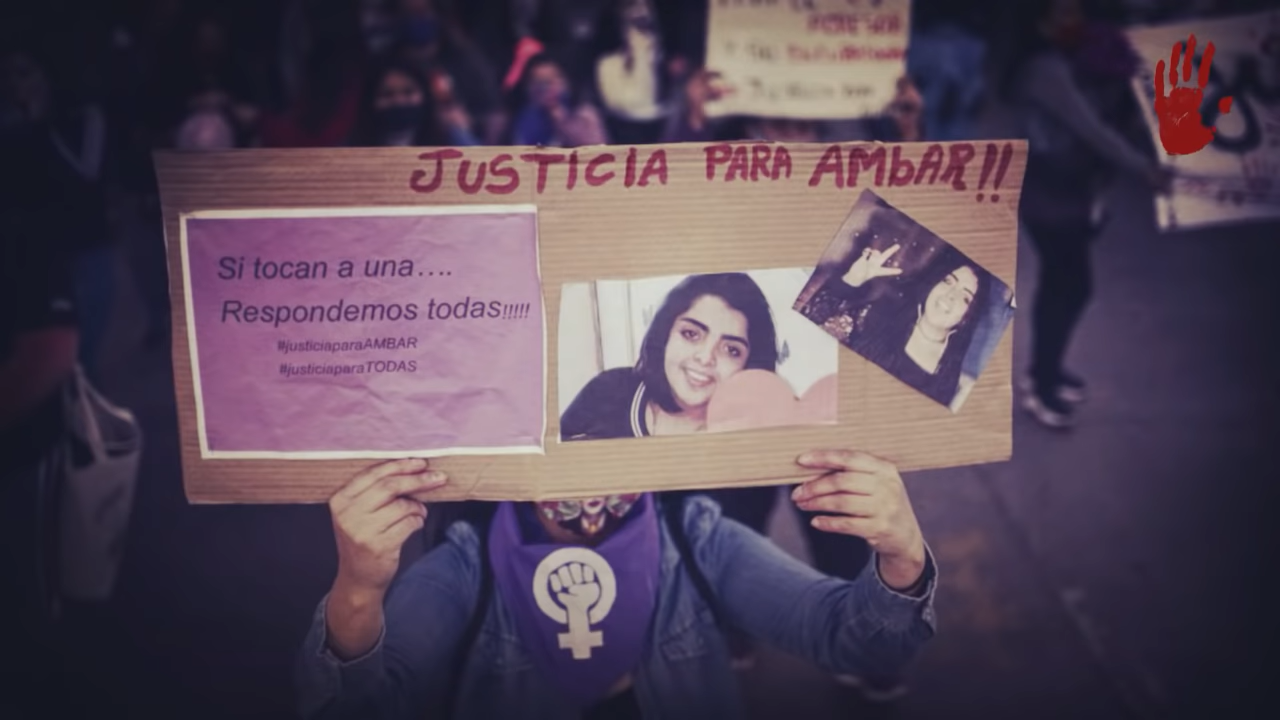 JUSTICIA PARA AMBAR!!
Si tocan a una....
Respondemos todas!!!!!
#justiciaparaAMBAR
#justiciaparaTODAS